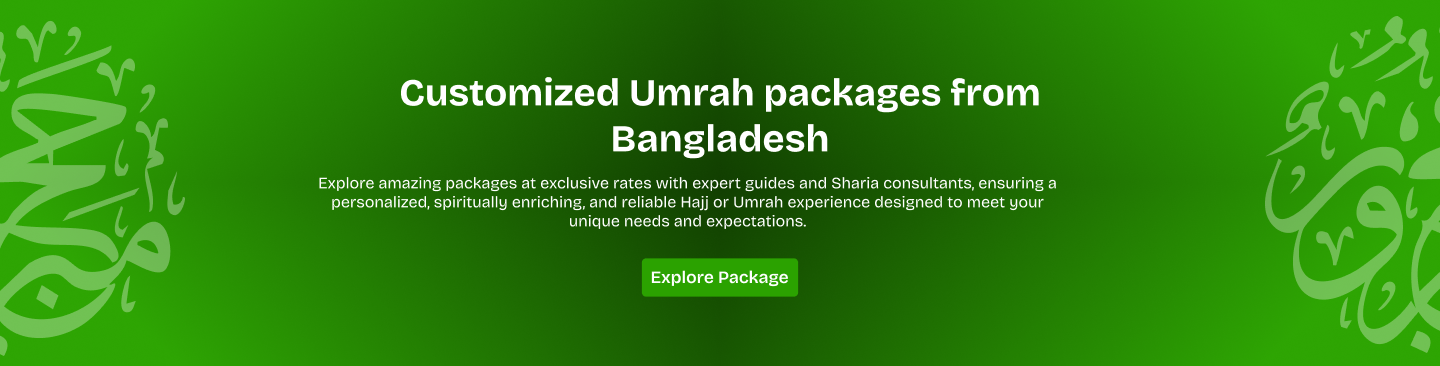 Customized Umrah packages from
Bangladesh
Explore amazing packages at exclusive rates with expert guides and Sharia consultants, ensuring a
personalized, spiritually enriching, and reliable Hajj or Umrah experience designed to meet your
unique needs and expectations.
Explore Package